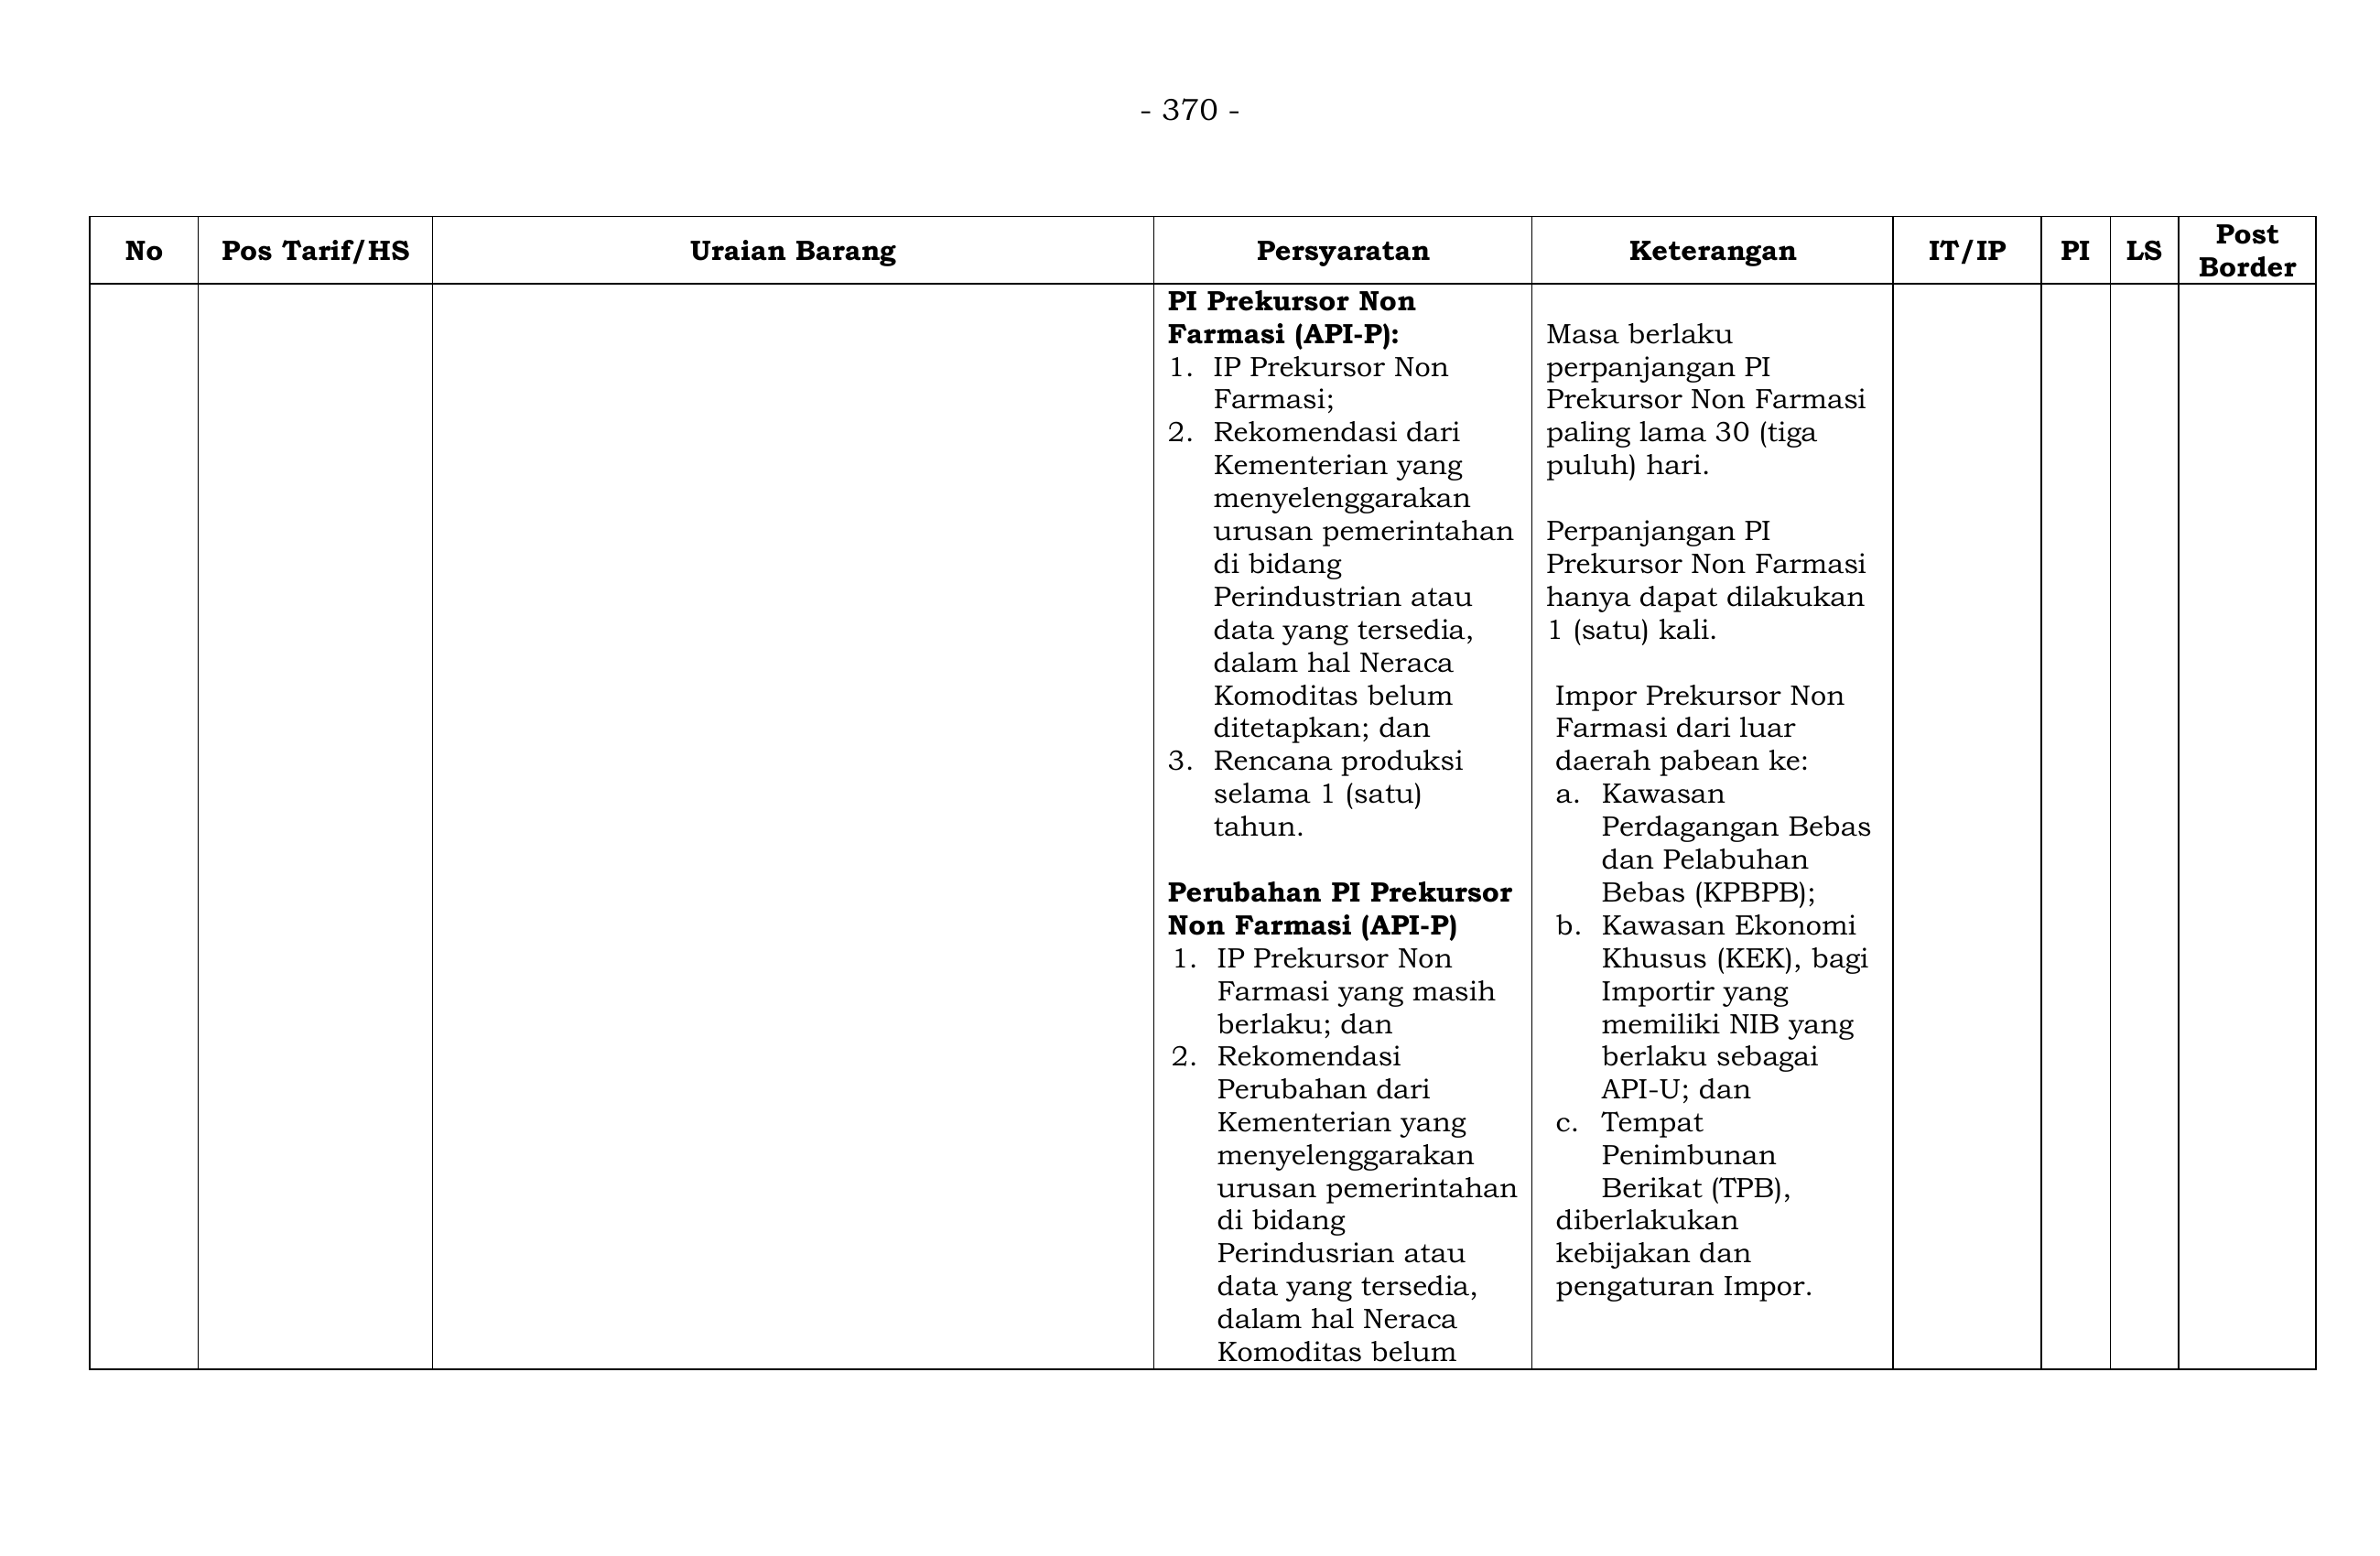 - 370 -
No
Pos Tarif/HS
Uraian Barang
Persyaratan
Keterangan
IT/IP
PI
LS
Post
Border
PI Prekursor Non
Farmasi (API-P):
1. IP Prekursor Non
Farmasi;
2. Rekomendasi dari
Kementerian yang
menyelenggarakan
urusan pemerintahan
di bidang
Perindustrian atau
data yang tersedia,
dalam hal Neraca
Komoditas belum
ditetapkan; dan
3. Rencana produksi
selama 1 (satu)
tahun.
Perubahan PI Prekursor
Non Farmasi (API-P)
1. IP Prekursor Non
Farmasi yang masih
berlaku; dan
2. Rekomendasi
Perubahan dari
Kementerian yang
menyelenggarakan
urusan pemerintahan
di bidang
Perindusrian atau
data yang tersedia,
dalam hal Neraca
Komoditas belum
Masa berlaku
perpanjangan PI
Prekursor Non Farmasi
paling lama 30 (tiga
puluh) hari.
Perpanjangan PI
Prekursor Non Farmasi
hanya dapat dilakukan
1 (satu) kali.
Impor Prekursor Non
Farmasi dari luar
daerah pabean ke:
a. Kawasan
Perdagangan Bebas
dan Pelabuhan
Bebas (KPBPB);
b. Kawasan Ekonomi
Khusus (KEK), bagi
Importir yang
memiliki NIB yang
berlaku sebagai
API-U; dan
c. Tempat
Penimbunan
Berikat (TPB),
diberlakukan
kebijakan dan
pengaturan Impor.